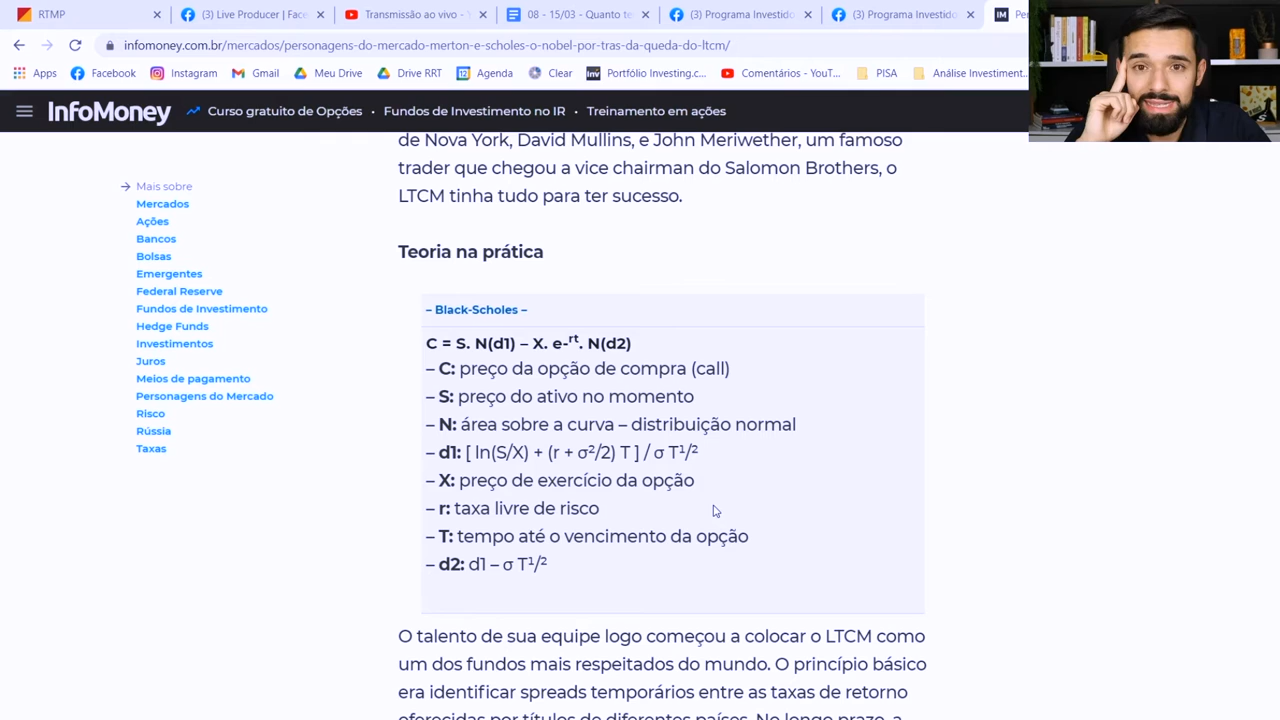 RTMP
(3) Live Producer | Face
Transmissão ao vivo - Y
08 - 15/03 - Quanto te
(3) Programa Investido
(3) Programa Investido
Pe
infomoney.com.br/mercados/personagens-do-mercado-merton-e-scholes-o-nobel-por-tras-da-queda-do-ltcm/
Apps Facebook Instagram Gmail Meu Drive Drive RRT Agenda Clear Portfólio Investing.c... Comentários - YouT... PISA Análise Investiment...
InfoMoney Curso gratuito de Opções • Fundos de Investimento no IR • Treinamento em ações
de Nova York, David Mullins, e John Meriwether, um famoso
trader que chegou a vice chairman do Salomon Brothers, o
LTCM tinha tudo para ter sucesso.
Mais sobre
Mercados
Ações
Bancos
Bolsas
Emergentes
Federal Reserve
Fundos de Investimento
Hedge Funds
Investimentos
Juros
Meios de pagamento
Personagens do Mercado
Risco
Rússia
Taxas
Teoria na prática
– Black-Scholes –
C = S. N(d1) – X. e-ʳᵗ. N(d2)
– C: preço da opção de compra (call)
– S: preço do ativo no momento
– N: área sobre a curva – distribuição normal
– d1: [ ln(S/X) + (r + σ²/2) T ] / σ T¹/²
– X: preço de exercício da opção
– r: taxa livre de risco
– T: tempo até o vencimento da opção
– d2: d1 – σ T¹/²
O talento de sua equipe logo começou a colocar o LTCM como
um dos fundos mais respeitados do mundo. O princípio básico
era identificar spreads temporários entre as taxas de retorno
oferecidas por títulos de diferentes países. No longo prazo, a